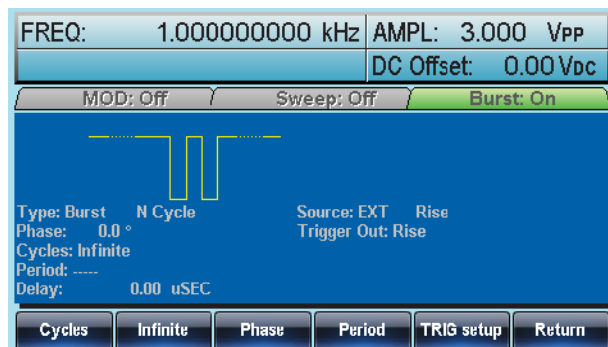 FREQ: 1.000000000 kHz AMPL: 3.000 VPP
DC Offset: 0.00 VDC
MOD: Off Sweep: Off Burst: On
Type: Burst N Cycle Source: EXT Rise
Phase: 0.0 ° Trigger Out: Rise
Cycles: Infinite
Period: -----
Delay: 0.00 uSEC
Cycles Infinite Phase Period TRIG setup Return